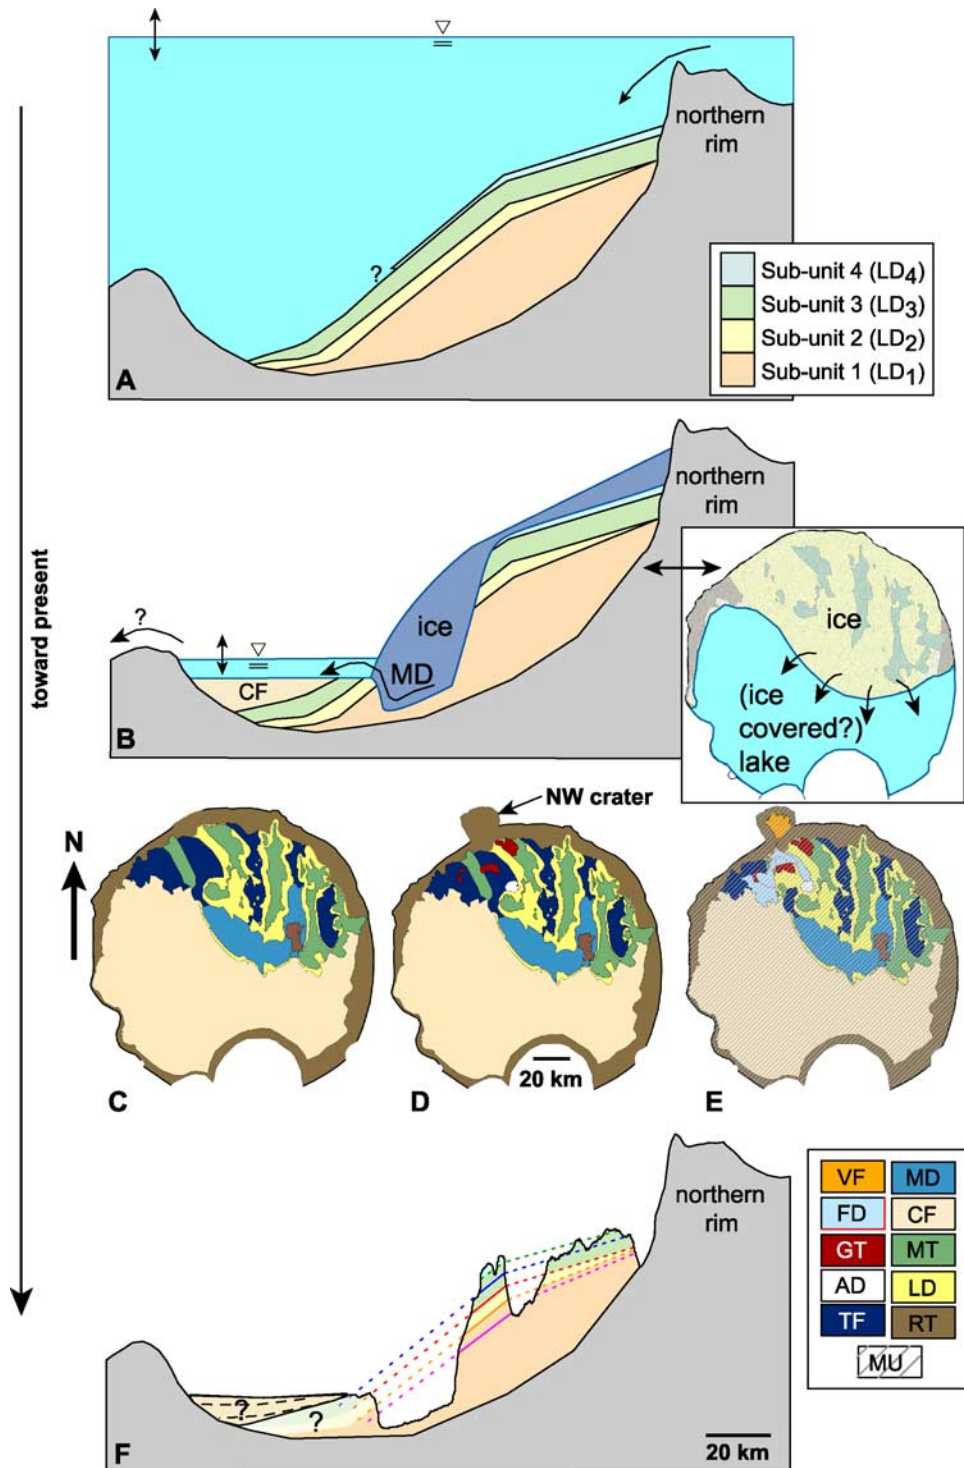 northern
rim
?
Sub-unit 4 (LD4)
Sub-unit 3 (LD3)
Sub-unit 2 (LD2)
Sub-unit 1 (LD1)
A
toward present
northern
rim
?
ice
MD
CF
B
ice
(ice
covered?)
lake
NW crater
N
20 km
C
D
E
northern
rim
?
?
20 km
F
VF
MD
FD
CF
GT
MT
AD
LD
TF
RT
MU